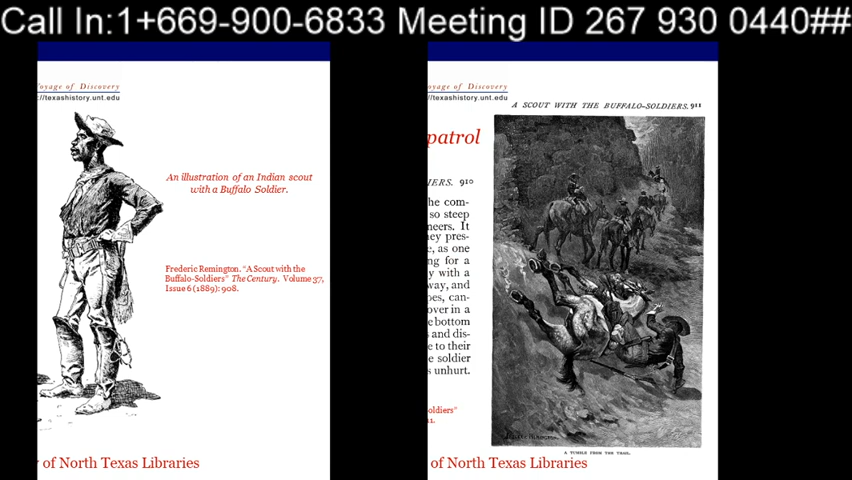 Call In:1+669-900-6833 Meeting ID 267 930 0440##
oyage of Discovery
://texashistory.unt.edu
An illustration of an Indian scout
with a Buffalo Soldier.
Frederic Remington. "A Scout with the
Buffalo-Soldiers" The Century. Volume 37,
Issue 6 (1889): 908.
of North Texas Libraries
oyage of Discovery
//texashistory.unt.edu
A SCOUT WITH THE BUFFALO-SOLDIERS. 911
patrol
IERS. 910
he com-
so steep
neers. It
ey pres-
e, as one
ng for a
y with a
way, and
pes, can-
over in a
e bottom
s and dis-
e to their
e soldier
s unhurt.
oldiers"
11.
A TUMBLE FROM THE TRAIL.
of North Texas Libraries